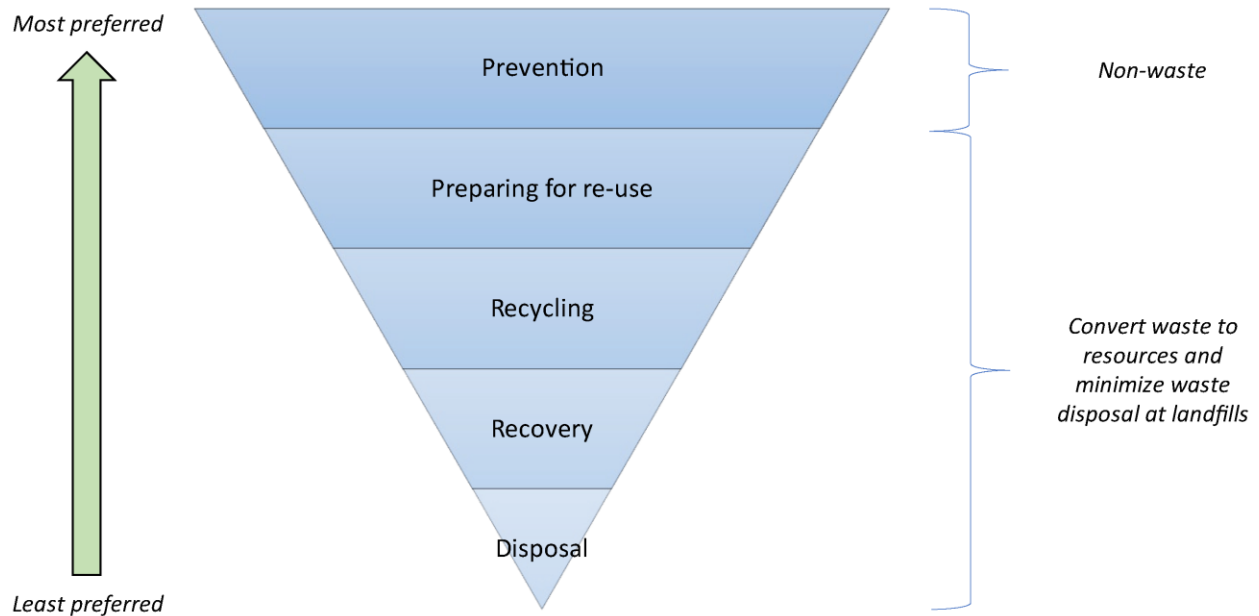 Most preferred
Prevention
Non-waste
Preparing for re-use
Recycling
Convert waste to
resources and
minimize waste
disposal at landfills
Recovery
Disposal
Least preferred